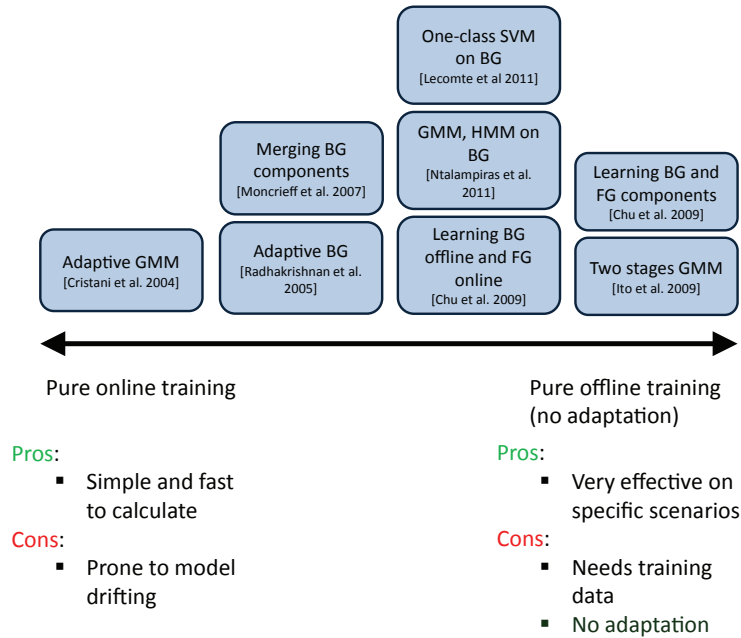 One-class SVM
on BG
[Lecomte et al 2011]
Merging BG
components
[Moncrieff et al. 2007]
GMM, HMM on
BG
[Ntalampiras et al.
2011]
Learning BG and
FG components
[Chu et al. 2009]
Adaptive GMM
[Cristani et al. 2004]
Adaptive BG
[Radhakrishnan et al.
2005]
Learning BG
offline and FG
online
[Chu et al. 2009]
Two stages GMM
[Ito et al. 2009]
Pure online training
Pros:
▪ Simple and fast
to calculate
Cons:
▪ Prone to model
drifting
Pure offline training
(no adaptation)
Pros:
▪ Very effective on
specific scenarios
Cons:
▪ Needs training
data
▪ No adaptation